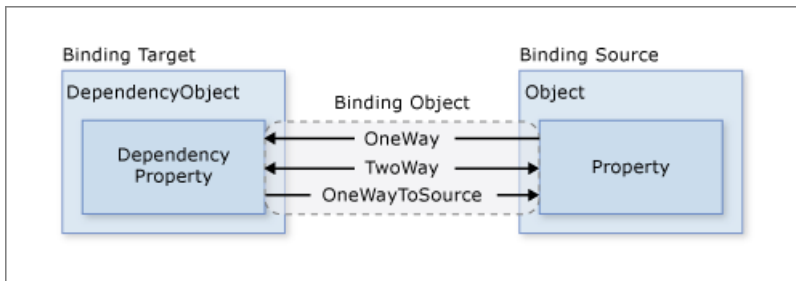 Binding Target
Binding Source
DependencyObject
Object
Binding Object
Dependency
Property
OneWay
TwoWay
OneWayToSource
Property